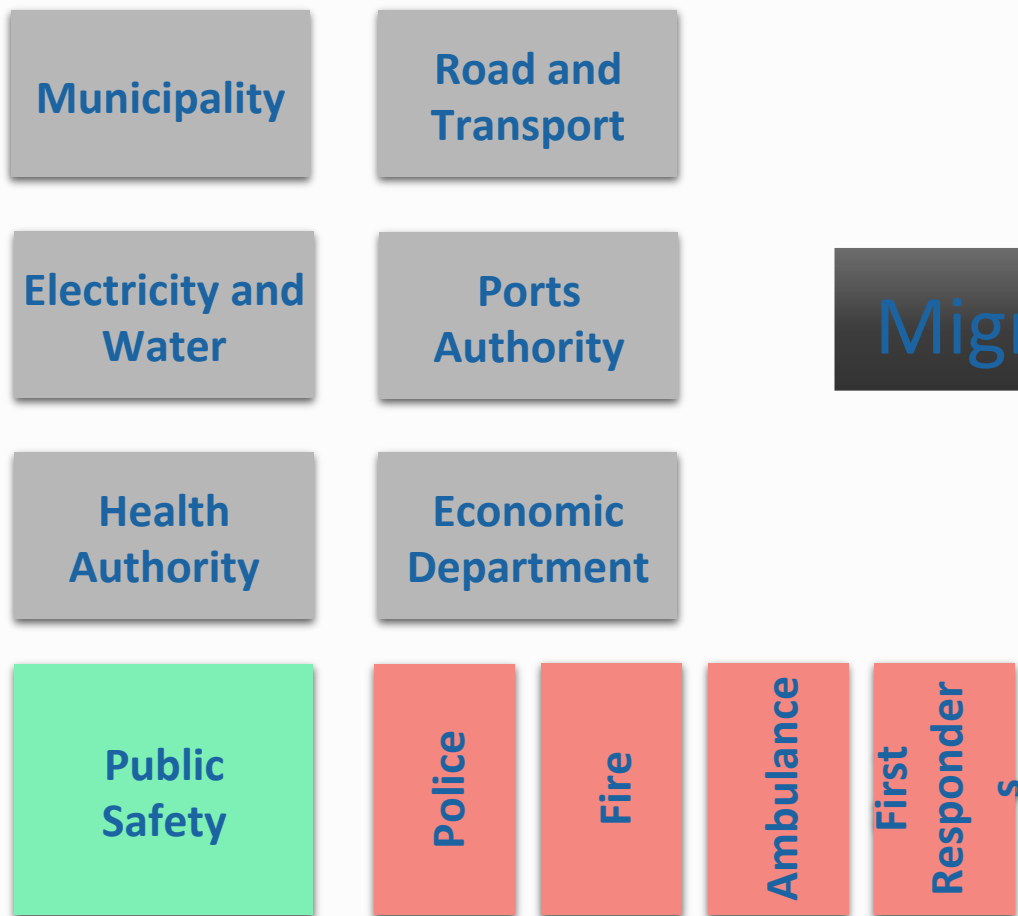 Municipality
Road and
Transport
Electricity and
Water
Ports
Authority
Migr
Health
Authority
Economic
Department
Public
Safety
Police
Fire
Ambulance
First
Responder
s